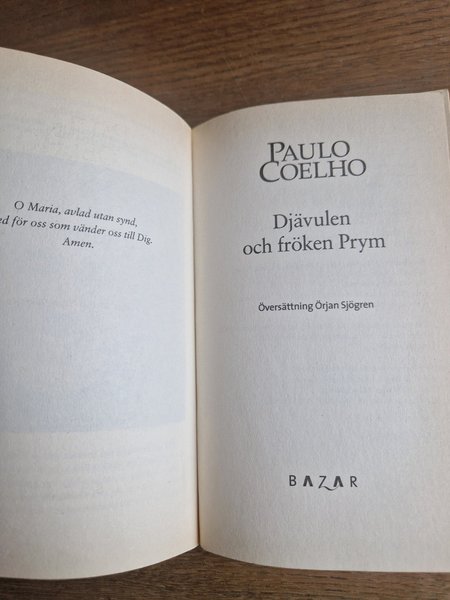 O Maria, avlad utan synd,
ed för oss som vänder oss till Dig.
Amen.
PAULO
COELHO
Djävulen
och fröken Prym
Översättning Örjan Sjögren
BAZAR